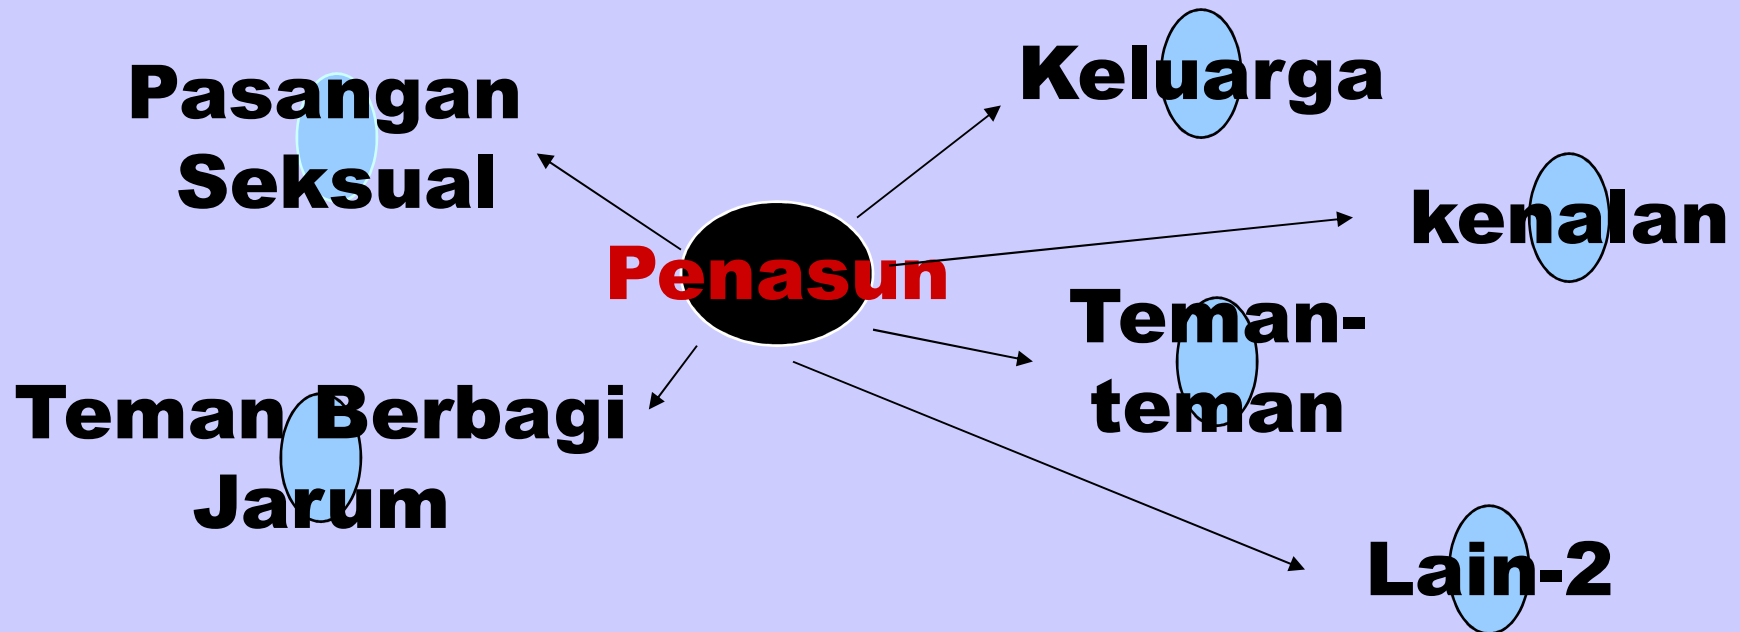 Pasangan
Seksual
Keluarga
kenalan
Penasun
Teman-
teman
Teman Berbagi
Jarum
Lain-2